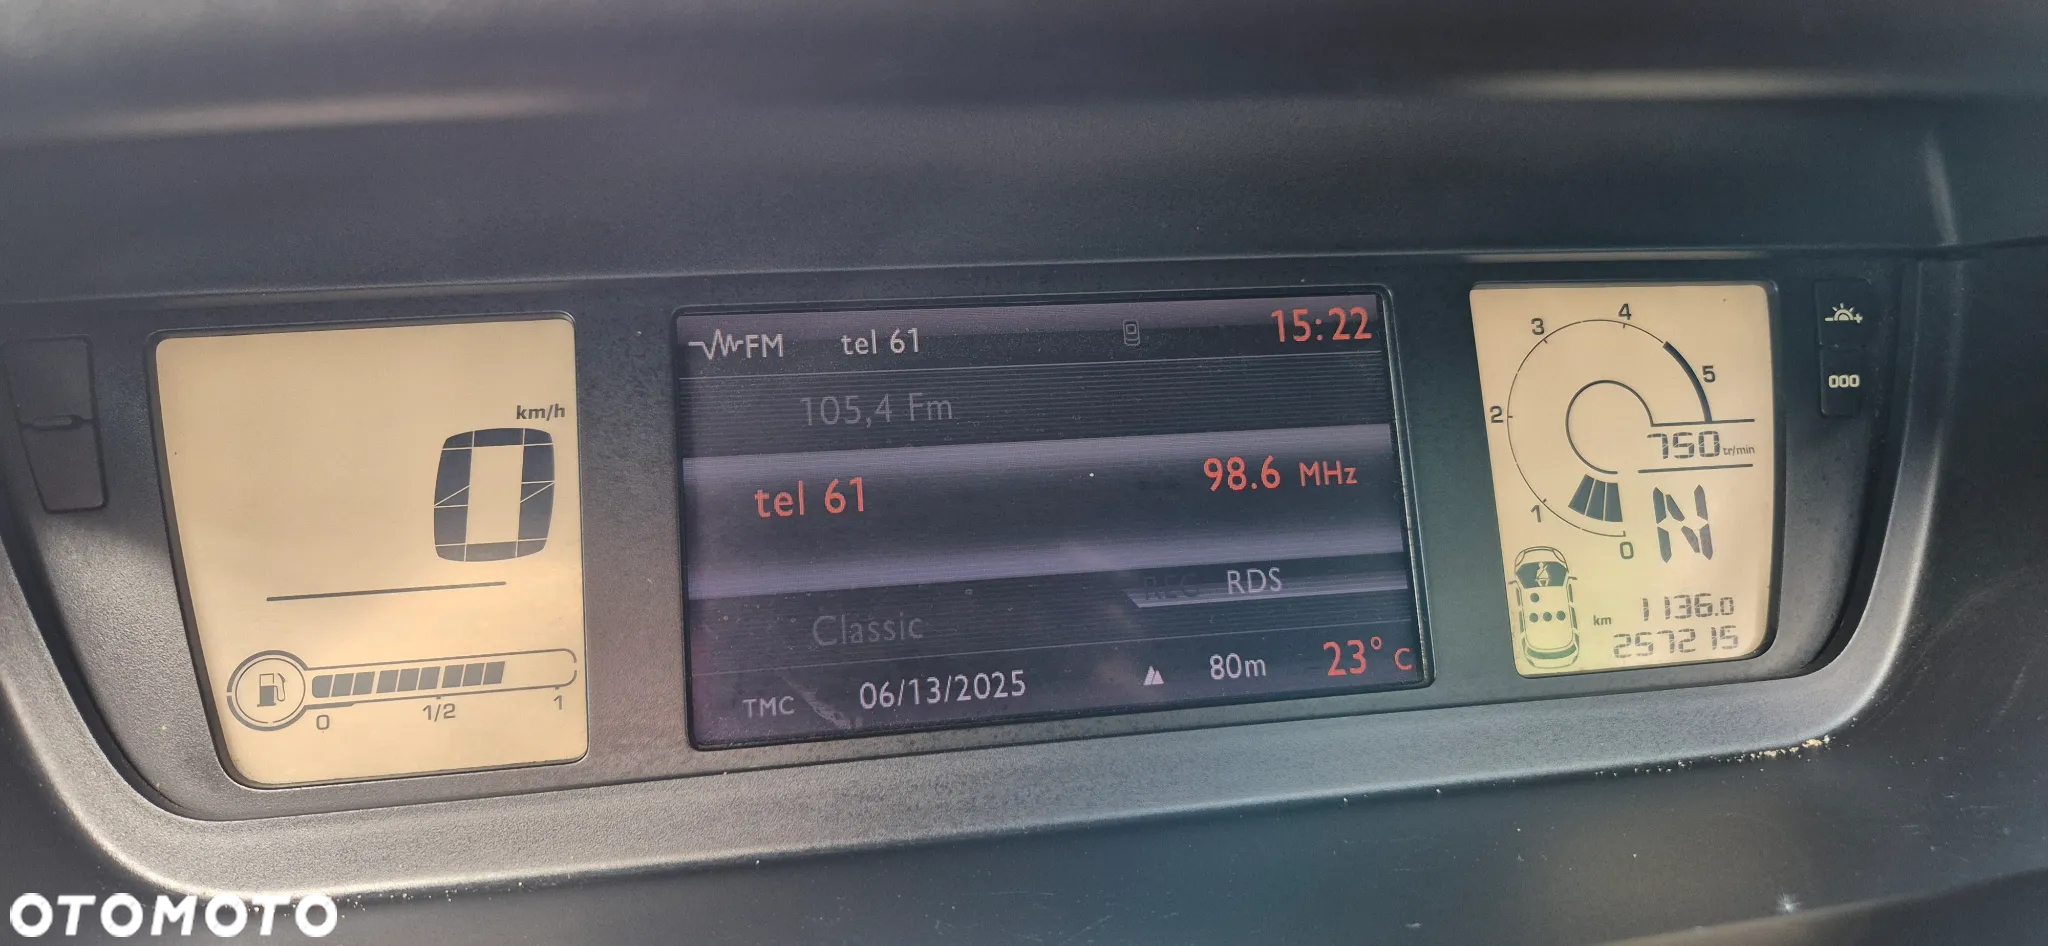 km/h
0
0 1/2 1
FM tel 61 15:22
105,4 Fm
tel 61 98.6 MHz
REG RDS
Classic
TMC 06/13/2025 80m 23° C
0 1 2 3 4 5
750 tr/min
N
km 1136.0
257215
000
OTOMOTO